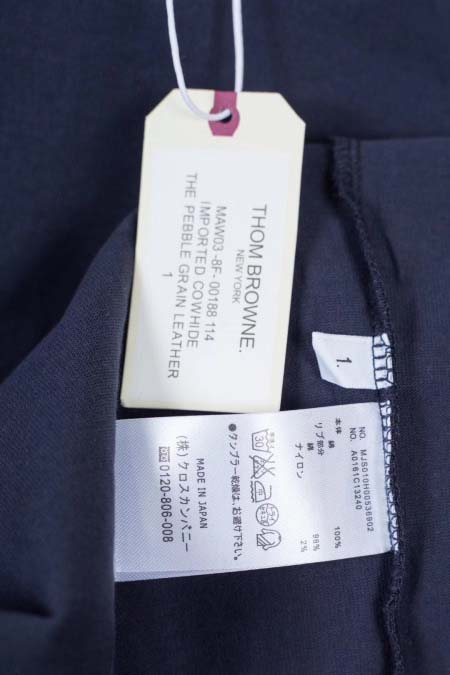 THOM BROWNE.
NEW YORK
MAW03-8F-00188 114
IMPORTED COWHIDE
THE PEBBLE GRAIN LEATHER
1
1.
NO. MJS010H00536902
NO. A0161C13240
本体 綿 100%
リブ部分
綿 98%
ナイロン 2%
30
●タンブラー乾燥は、お避け下さい。
MADE IN JAPAN
(株)クロスカンパニー
0120-806-008